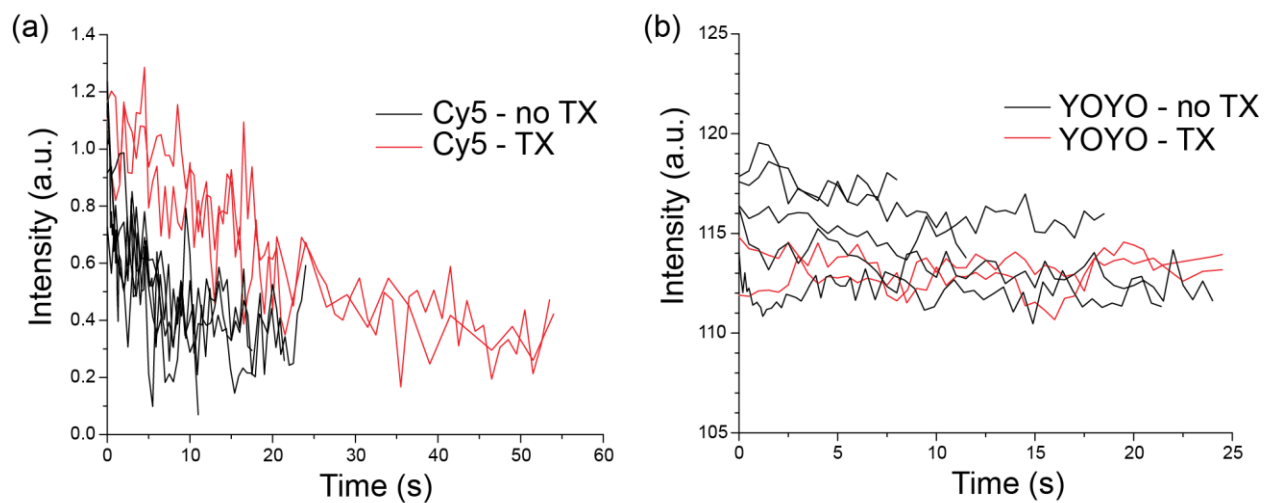 (a)
Intensity (a.u.)
1.4
1.2
1.0
0.8
0.6
0.4
0.2
0.0
0 10 20 30 40 50 60
Time (s)
Cy5 - no TX
Cy5 - TX
(b)
Intensity (a.u.)
125
120
115
110
105
0 5 10 15 20 25
Time (s)
YOYO - no TX
YOYO - TX